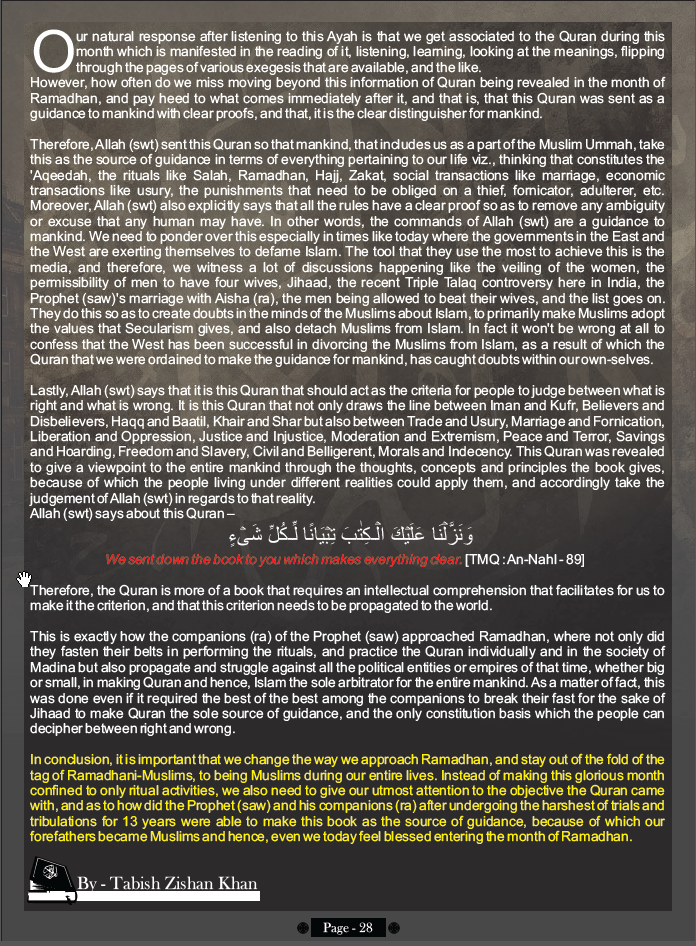 Our natural response after listening to this Ayah is that we get associated to the Quran during this
month which is manifested in the reading of it, listening, learning, looking at the meanings, flipping
through the pages of various exegesis that are available, and the like.
However, how often do we miss moving beyond this information of Quran being revealed in the month of
Ramadhan, and pay heed to what comes immediately after it, and that is, that this Quran was sent as a
guidance to mankind with clear proofs, and that, it is the clear distinguisher for mankind.
Therefore, Allah (swt) sent this Quran so that mankind, that includes us as a part of the Muslim Ummah, take
this as the source of guidance in terms of everything pertaining to our life viz., thinking that constitutes the
'Aqeedah, the rituals like Salah, Ramadhan, Hajj, Zakat, social transactions like marriage, economic
transactions like usury, the punishments that need to be obliged on a thief, fornicator, adulterer, etc.
Moreover, Allah (swt) also explicitly says that all the rules have a clear proof so as to remove any ambiguity
or excuse that any human may have. In other words, the commands of Allah (swt) are a guidance to
mankind. We need to ponder over this especially in times like today where the governments in the East and
the West are exerting themselves to defame Islam. The tool that they use the most to achieve this is the
media, and therefore, we witness a lot of discussions happening like the veiling of the women, the
permissibility of men to have four wives, Jihaad, the recent Triple Talaq controversy here in India, the
Prophet (saw)'s marriage with Aisha (ra), the men being allowed to beat their wives, and the list goes on.
They do this so as to create doubts in the minds of the Muslims about Islam, to primarily make Muslims adopt
the values that Secularism gives, and also detach Muslims from Islam. In fact it won't be wrong at all to
confess that the West has been successful in divorcing the Muslims from Islam, as a result of which the
Quran that we were ordained to make the guidance for mankind, has caught doubts within our own-selves.
Lastly, Allah (swt) says that it is this Quran that should act as the criteria for people to judge between what is
right and what is wrong. It is this Quran that not only draws the line between Iman and Kufr, Believers and
Disbelievers, Haqq and Baatil, Khair and Shar but also between Trade and Usury, Marriage and Fornication,
Liberation and Oppression, Justice and Injustice, Moderation and Extremism, Peace and Terror, Savings
and Hoarding, Freedom and Slavery, Civil and Belligerent, Morals and Indecency. This Quran was revealed
to give a viewpoint to the entire mankind through the thoughts, concepts and principles the book gives,
because of which the people living under different realities could apply them, and accordingly take the
judgement of Allah (swt) in regards to that reality.
Allah (swt) says about this Quran –
وَنَزَّلْنَا عَلَيْكَ الْكِتَٰبَ تِبْيَانًا لِّكُلِّ شَىْءٍ
We sent down the book to you which makes everything clear. [TMQ : An-Nahl - 89]
Therefore, the Quran is more of a book that requires an intellectual comprehension that facilitates for us to
make it the criterion, and that this criterion needs to be propagated to the world.
This is exactly how the companions (ra) of the Prophet (saw) approached Ramadhan, where not only did
they fasten their belts in performing the rituals, and practice the Quran individually and in the society of
Madina but also propagate and struggle against all the political entities or empires of that time, whether big
or small, in making Quran and hence, Islam the sole arbitrator for the entire mankind. As a matter of fact, this
was done even if it required the best of the best among the companions to break their fast for the sake of
Jihaad to make Quran the sole source of guidance, and the only constitution basis which the people can
decipher between right and wrong.
In conclusion, it is important that we change the way we approach Ramadhan, and stay out of the fold of the
tag of Ramadhani-Muslims, to being Muslims during our entire lives. Instead of making this glorious month
confined to only ritual activities, we also need to give our utmost attention to the objective the Quran came
with, and as to how did the Prophet (saw) and his companions (ra) after undergoing the harshest of trials and
tribulations for 13 years were able to make this book as the source of guidance, because of which our
forefathers became Muslims and hence, even we today feel blessed entering the month of Ramadhan.
By - Tabish Zishan Khan
Page - 28